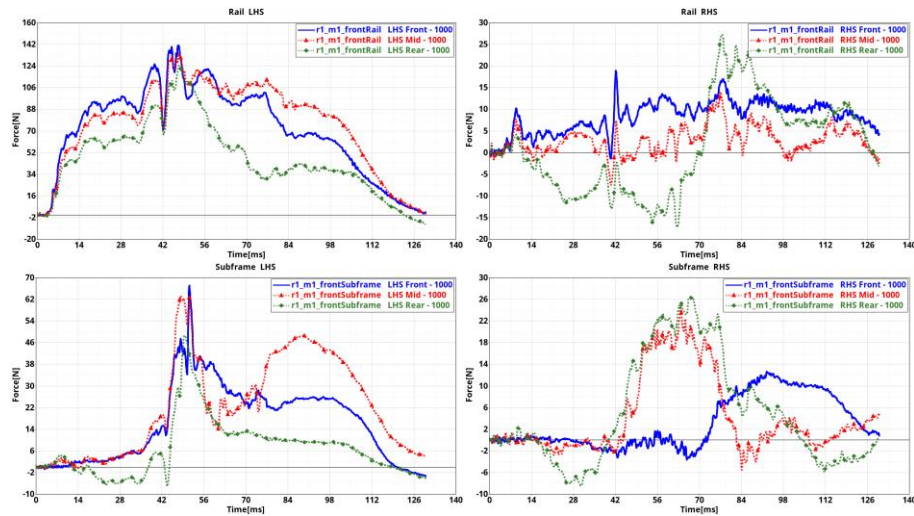 Rail LHS
r1_m1_frontRail LHS Front - 1000
r1_m1_frontRail LHS Mid - 1000
r1_m1_frontRail LHS Rear - 1000
Force[N]
160
142
124
106
88
70
52
34
16
-2
-20
0 14 28 42 56 70 84 98 112 126 140
Time[ms]
Rail RHS
r1_m1_frontRail RHS Front - 1000
r1_m1_frontRail RHS Mid - 1000
r1_m1_frontRail RHS Rear - 1000
Force[N]
30
25
20
15
10
5
0
-5
-10
-15
-20
0 14 28 42 56 70 84 98 112 126 140
Time[ms]
Subframe LHS
r1_m1_frontSubframe LHS Front - 1000
r1_m1_frontSubframe LHS Mid - 1000
r1_m1_frontSubframe LHS Rear - 1000
Force[N]
70
62
54
46
38
30
22
14
6
-2
-10
0 14 28 42 56 70 84 98 112 126 140
Time[ms]
Subframe RHS
r1_m1_frontSubframe RHS Front - 1000
r1_m1_frontSubframe RHS Mid - 1000
r1_m1_frontSubframe RHS Rear - 1000
Force[N]
30
26
22
18
14
10
6
2
-2
-6
-10
0 14 28 42 56 70 84 98 112 126 140
Time[ms]